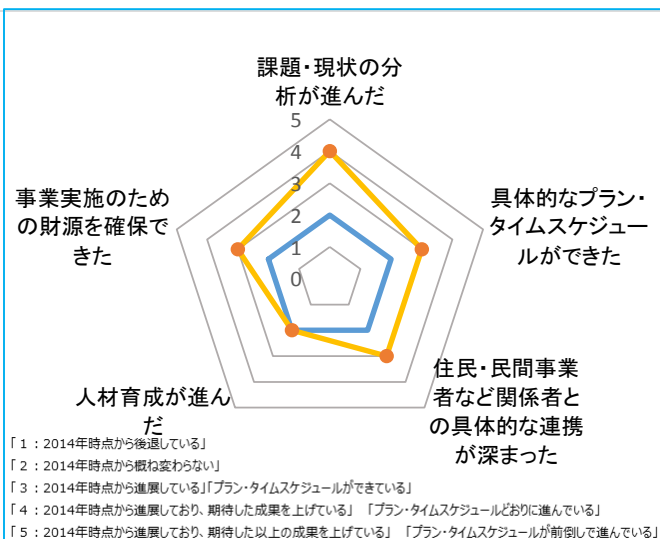 課題・現状の分
析が進んだ
5
4
3
2
1
0
事業実施のため
の財源を確保で
きた
具体的なプラン・
タイムスケジュー
ルができた
人材育成が進ん
だ
住民・民間事業
者など関係者と
の具体的な連携
が深まった
「1：2014年時点から後退している」
「2：2014年時点から概ね変わらない」
「3：2014年時点から進展している」「プラン・タイムスケジュールができている」
「4：2014年時点から進展しており、期待した成果を上げている」 「プラン・タイムスケジュールどおりに進んでいる」
「5：2014年時点から進展しており、期待した以上の成果を上げている」 「プラン・タイムスケジュールが前倒しで進んでいる」